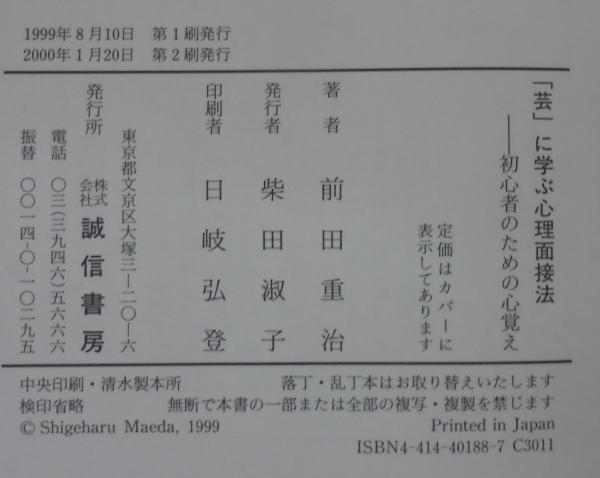 1999年8月10日 第1刷発行
2000年1月20日 第2刷発行
「芸」に学ぶ心理面接法
――初心者のための心覚え
定価はカバーに
表示してあります
著者 前田重治
発行者 柴田淑子
印刷者 日岐弘登
東京都文京区大塚三―二〇―六
発行所 株式会社 誠信書房
電話 〇三(三九四六)五六六六
振替 〇〇一四〇-〇-一〇二九五
中央印刷・清水製本所 落丁・乱丁本はお取り替えいたします
検印省略 無断で本書の一部または全部の複写・複製を禁じます
© Shigeharu Maeda, 1999 Printed in Japan
ISBN4-414-40188-7 C3011